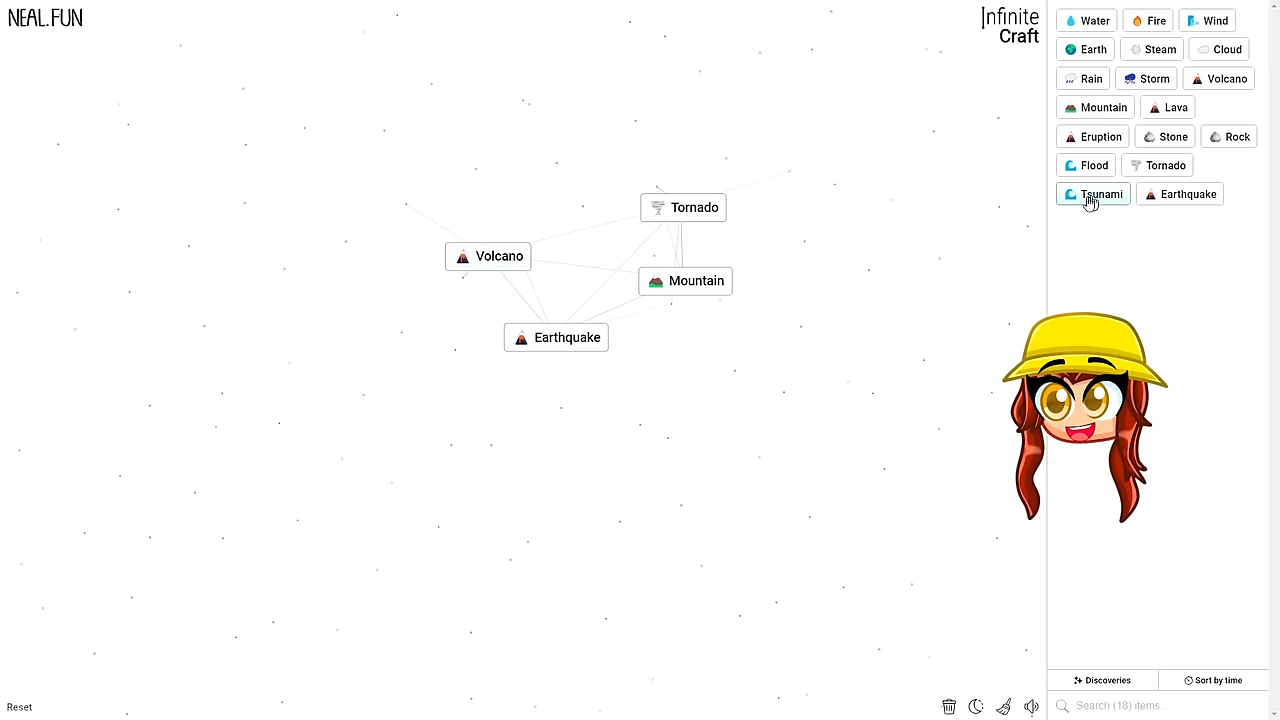 NEAL.FUN
Infinite
Craft
Water
Fire
Wind
Earth
Steam
Cloud
Rain
Storm
Volcano
Mountain
Lava
Eruption
Stone
Rock
Flood
Tornado
Tsunami
Earthquake
Tornado
Volcano
Mountain
Earthquake
Discoveries
Sort by time
Search (18) items...
Reset